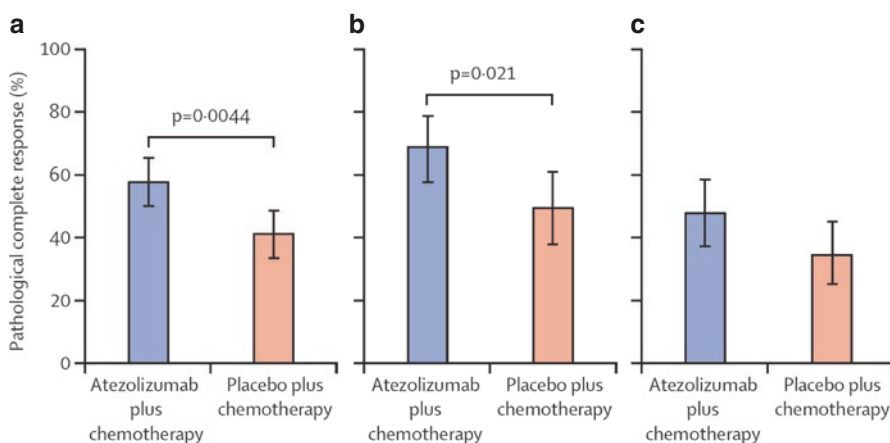 a
b
c
Pathological complete response (%)
100
80
60
40
20
0
p=0·0044
p=0·021
Atezolizumab
plus
chemotherapy
Placebo plus
chemotherapy
Atezolizumab
plus
chemotherapy
Placebo plus
chemotherapy
Atezolizumab
plus
chemotherapy
Placebo plus
chemotherapy